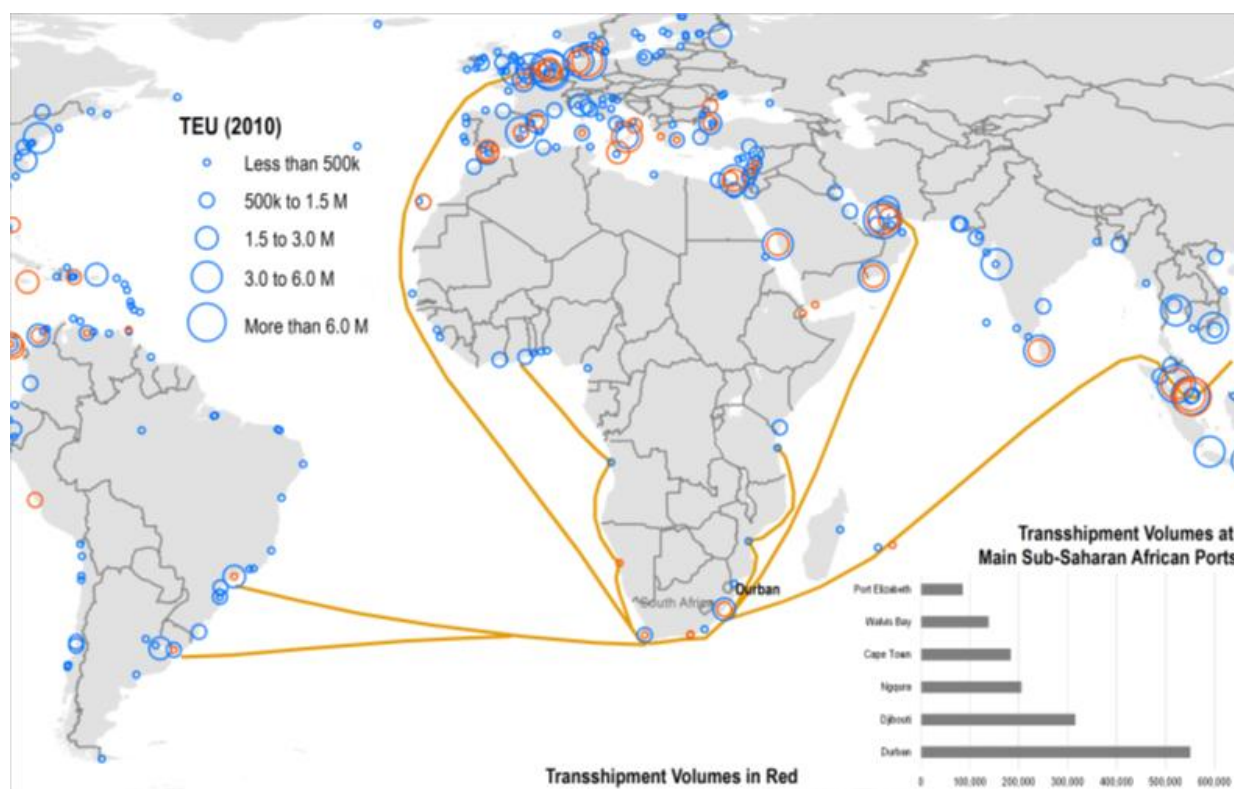 TEU (2010)
Less than 500k
500k to 1.5 M
1.5 to 3.0 M
3.0 to 6.0 M
More than 6.0 M
Durban
South Africa
Transshipment Volumes at
Main Sub-Saharan African Ports
Port Elizabeth
Walvis Bay
Cape Town
Ngqura
Djibouti
Durban
0 100,000 200,000 300,000 400,000 500,000 600,000
Transshipment Volumes in Red